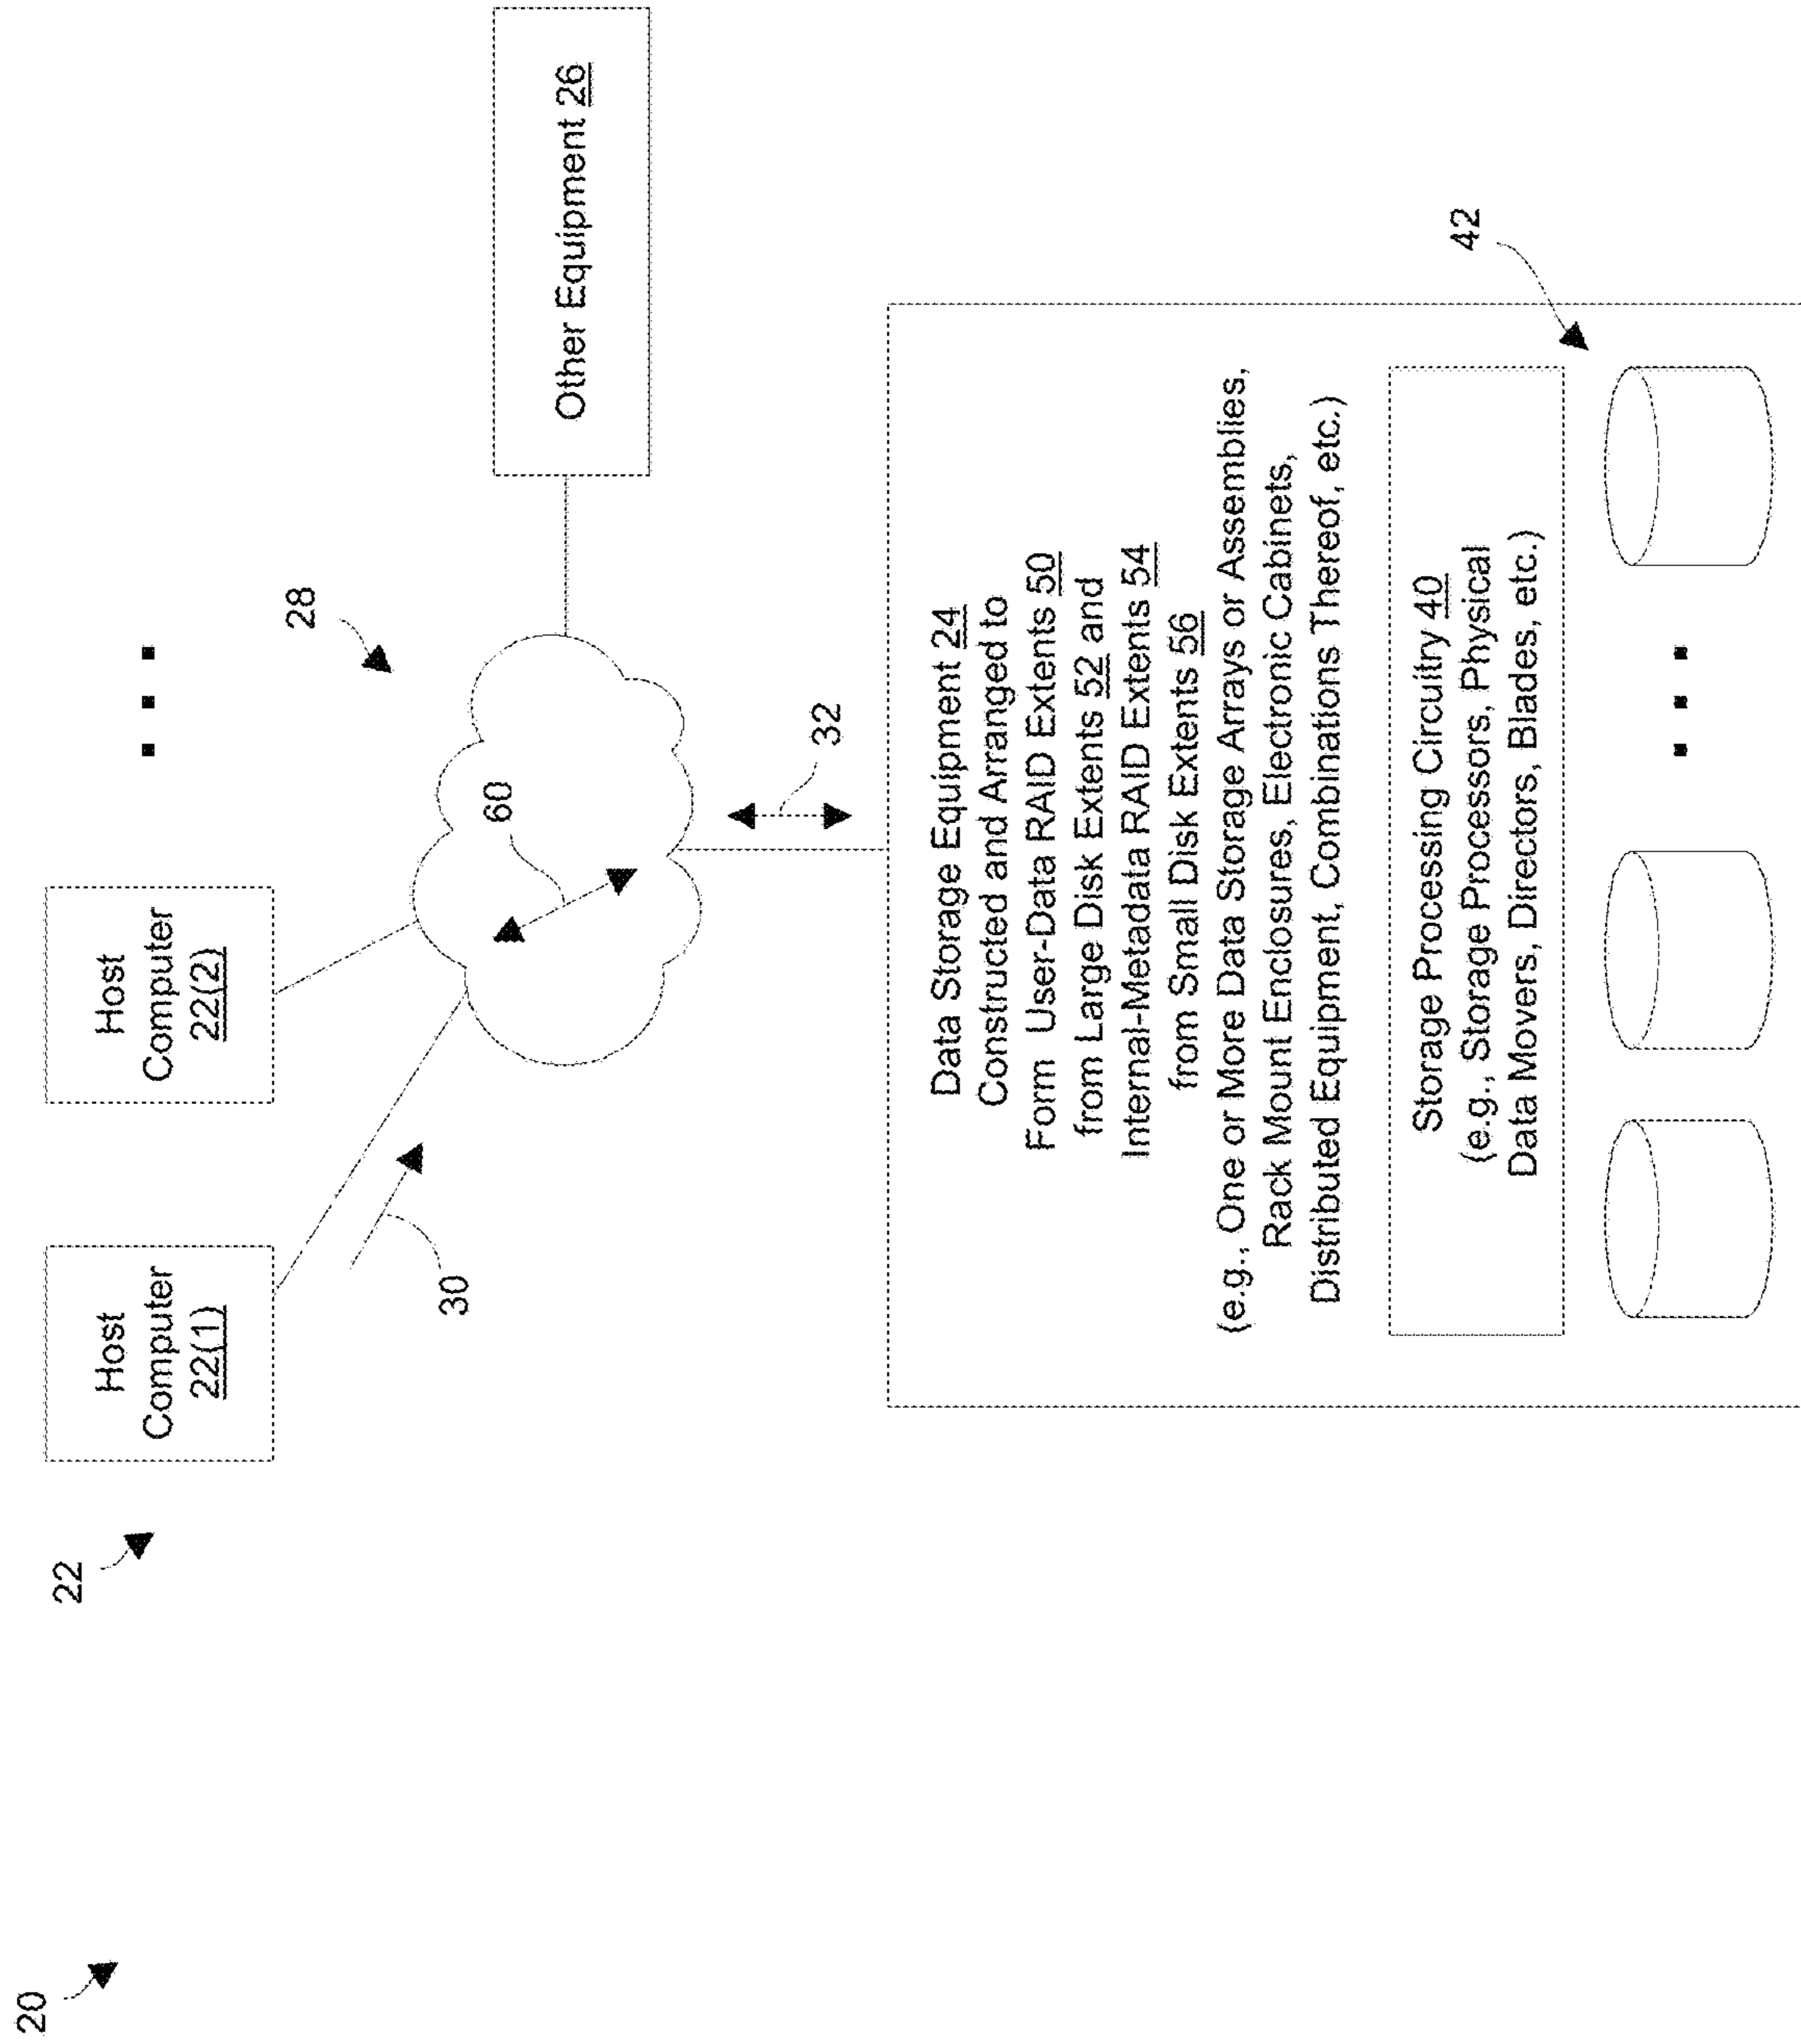 20
22
Host
Computer
22(1)
Host
Computer
22(2)
30
28
60
32
Other Equipment 26
Data Storage Equipment 24
Constructed and Arranged to
Form User-Data RAID Extents 50
from Large Disk Extents 52 and
Internal-Metadata RAID Extents 54
from Small Disk Extents 56
(e.g., One or More Data Storage Arrays or Assemblies,
Rack Mount Enclosures, Electronic Cabinets,
Distributed Equipment, Combinations Thereof, etc.)
Storage Processing Circuitry 40
(e.g., Storage Processors, Physical
Data Movers, Directors, Blades, etc.)
42